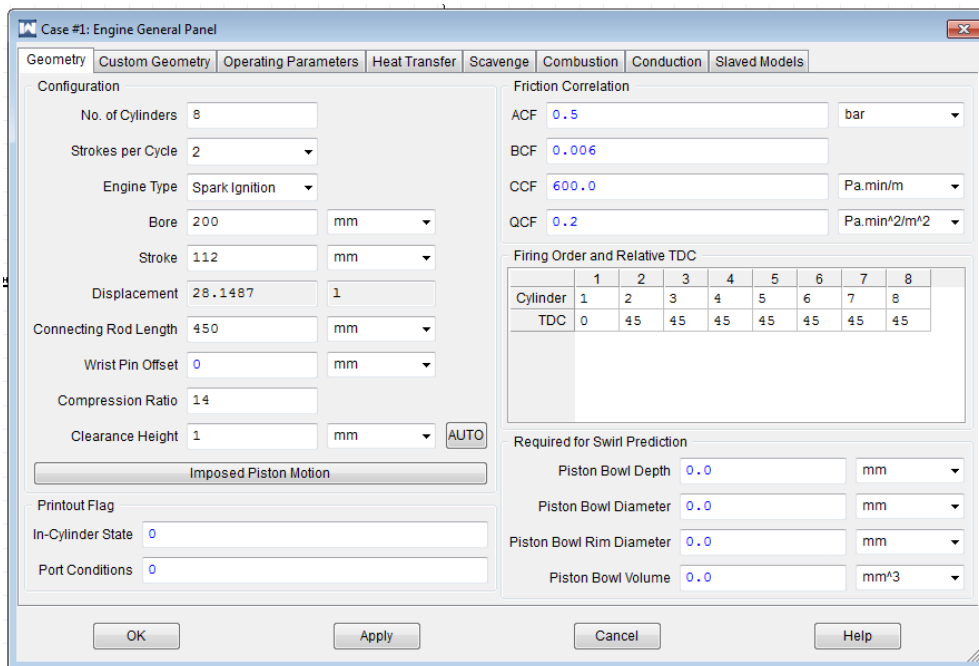 Case #1: Engine General Panel
Geometry Custom Geometry Operating Parameters Heat Transfer Scavenge Combustion Conduction Slaved Models
Configuration
No. of Cylinders 8
Strokes per Cycle 2
Engine Type Spark Ignition
Bore 200 mm
Stroke 112 mm
Displacement 28.1487 l
Connecting Rod Length 450 mm
Wrist Pin Offset 0 mm
Compression Ratio 14
Clearance Height 1 mm AUTO
Imposed Piston Motion
Printout Flag
In-Cylinder State 0
Port Conditions 0
Friction Correlation
ACF 0.5 bar
BCF 0.006
CCF 600.0 Pa.min/m
QCF 0.2 Pa.min^2/m^2
Firing Order and Relative TDC
1 2 3 4 5 6 7 8
Cylinder 1 2 3 4 5 6 7 8
TDC 0 45 45 45 45 45 45 45
Required for Swirl Prediction
Piston Bowl Depth 0.0 mm
Piston Bowl Diameter 0.0 mm
Piston Bowl Rim Diameter 0.0 mm
Piston Bowl Volume 0.0 mm^3
OK Apply Cancel Help